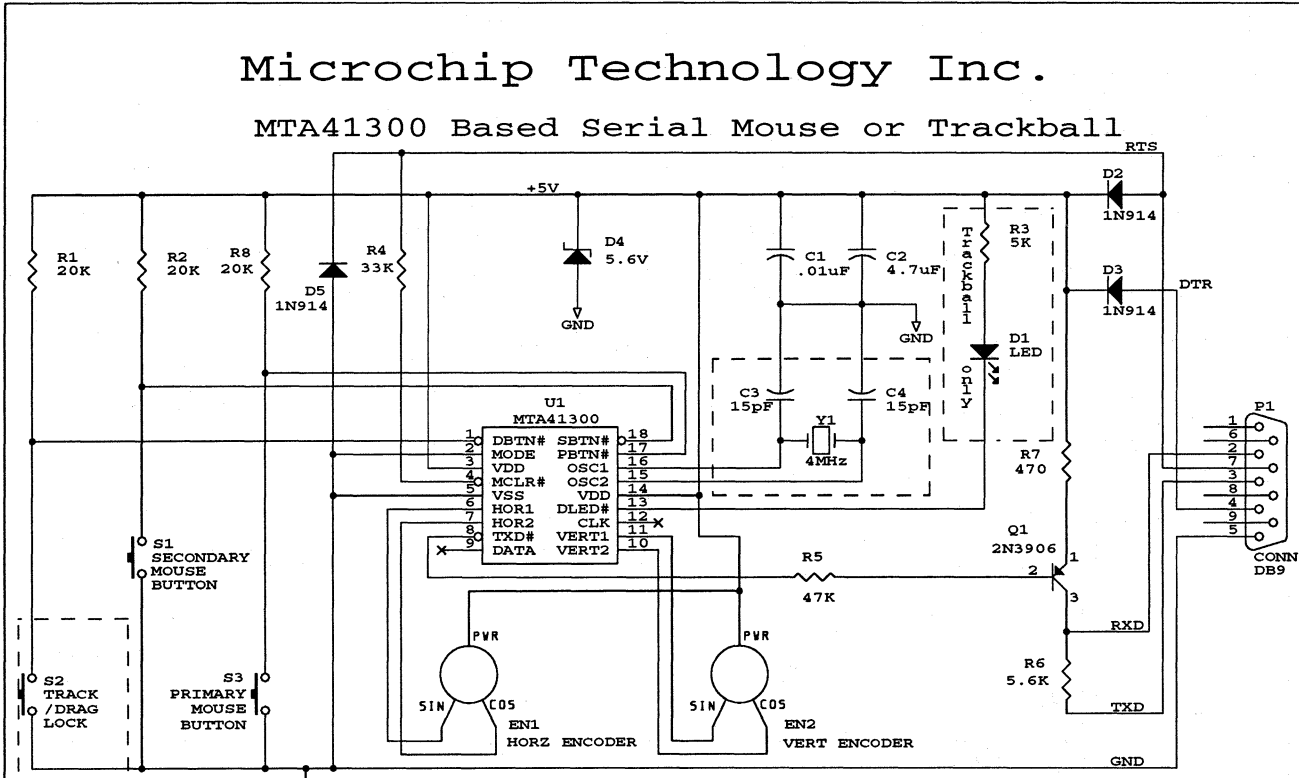 Microchip Technology Inc.
MTA41300 Based Serial Mouse or Trackball
RTS
+5V
D2
1N914
R1
20K
R2
20K
R8
20K
D5
1N914
R4
33K
D4
5.6V
GND
C1
.01uF
C2
4.7uF
GND
Trackball only
R3
5K
D1
LED
D3
1N914
DTR
C3
15pF
C4
15pF
Y1
4MHz
U1
MTA41300
1 DBTN# SBTN# 18
2 MODE PBTN# 17
3 VDD OSC1 16
4 MCLR# OSC2 15
5 VSS VDD 14
6 HOR1 DLED# 13
7 HOR2 CLK 12
8 TXD# VERT1 11
9 DATA VERT2 10
R7
470
P1
1
6
2
7
3
8
4
9
5
CONN
DB9
Q1
2N3906
1
2
3
R5
47K
S1
SECONDARY
MOUSE
BUTTON
RXD
R6
5.6K
TXD
S2
TRACK
/DRAG
LOCK
S3
PRIMARY
MOUSE
BUTTON
PWR
SIN COS
EN1
HORZ ENCODER
PWR
SIN COS
EN2
VERT ENCODER
GND